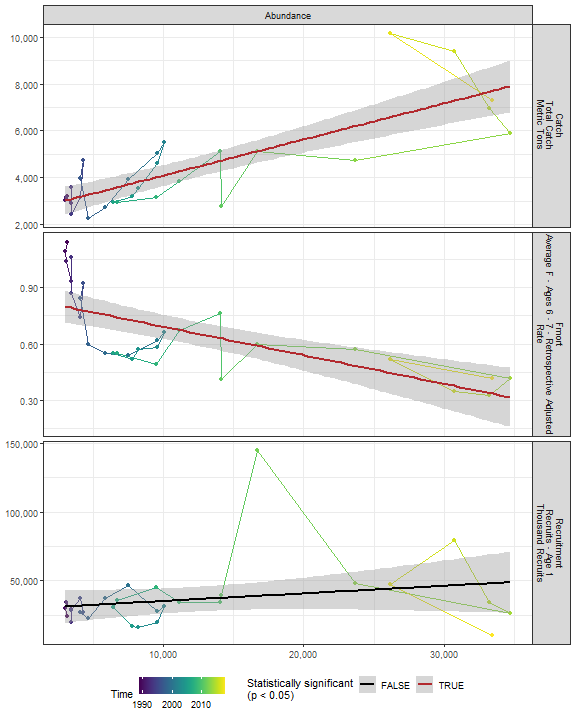 Abundance
10,000
8,000
6,000
4,000
2,000
Catch
Total Catch
Metric Tons
0.90
0.60
0.30
Fmort
Average F - Ages 6 - 7 - Retrospective Adjusted
Rate
150,000
100,000
50,000
Recruitment
Recruits - Age 1
Thousand Recruits
10,000
20,000
30,000
Time
1990
2000
2010
Statistically significant
(p < 0.05)
FALSE
TRUE